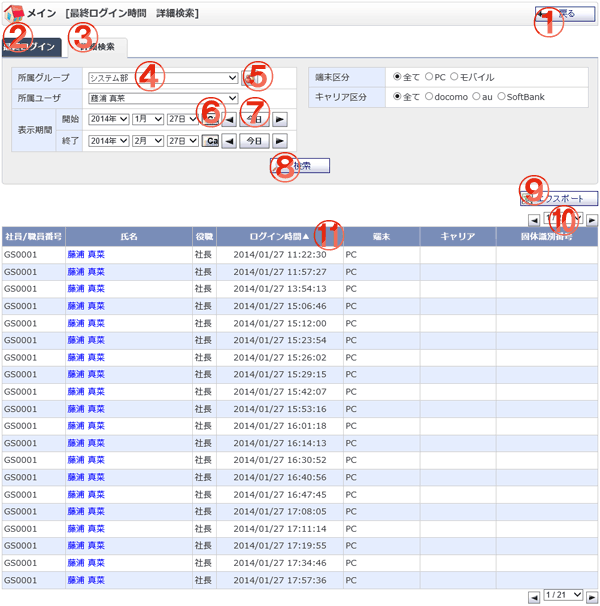 メイン [最終ログイン時間 詳細検索]
① 戻る
② ログイン
③ 詳細検索
所属グループ システム部 ④ ⑤
端末区分 全て PC モバイル
所属ユーザ 藤浦 真菜
キャリア区分 全て docomo au SoftBank
表示期間
開始 2014年 1月 27日 ⑥ Ca ◀ 今日 ⑦ ▶
終了 2014年 2月 27日 Ca ◀ 今日 ▶
⑧ 検索
⑨ エクスポート
◀ 1/ ⑩ ▶
社員/職員番号 氏名 役職 ログイン時間▲ ⑪ 端末 キャリア 固体識別番号
GS0001 藤浦 真菜 社長 2014/01/27 11:22:30 PC
GS0001 藤浦 真菜 社長 2014/01/27 11:57:27 PC
GS0001 藤浦 真菜 社長 2014/01/27 13:54:13 PC
GS0001 藤浦 真菜 社長 2014/01/27 15:06:46 PC
GS0001 藤浦 真菜 社長 2014/01/27 15:12:00 PC
GS0001 藤浦 真菜 社長 2014/01/27 15:23:54 PC
GS0001 藤浦 真菜 社長 2014/01/27 15:26:02 PC
GS0001 藤浦 真菜 社長 2014/01/27 15:29:15 PC
GS0001 藤浦 真菜 社長 2014/01/27 15:42:07 PC
GS0001 藤浦 真菜 社長 2014/01/27 15:53:16 PC
GS0001 藤浦 真菜 社長 2014/01/27 16:01:18 PC
GS0001 藤浦 真菜 社長 2014/01/27 16:14:13 PC
GS0001 藤浦 真菜 社長 2014/01/27 16:30:52 PC
GS0001 藤浦 真菜 社長 2014/01/27 16:40:56 PC
GS0001 藤浦 真菜 社長 2014/01/27 16:47:45 PC
GS0001 藤浦 真菜 社長 2014/01/27 17:08:05 PC
GS0001 藤浦 真菜 社長 2014/01/27 17:11:14 PC
GS0001 藤浦 真菜 社長 2014/01/27 17:19:55 PC
GS0001 藤浦 真菜 社長 2014/01/27 17:34:46 PC
GS0001 藤浦 真菜 社長 2014/01/27 17:57:36 PC
◀ 1 / 21 ▶